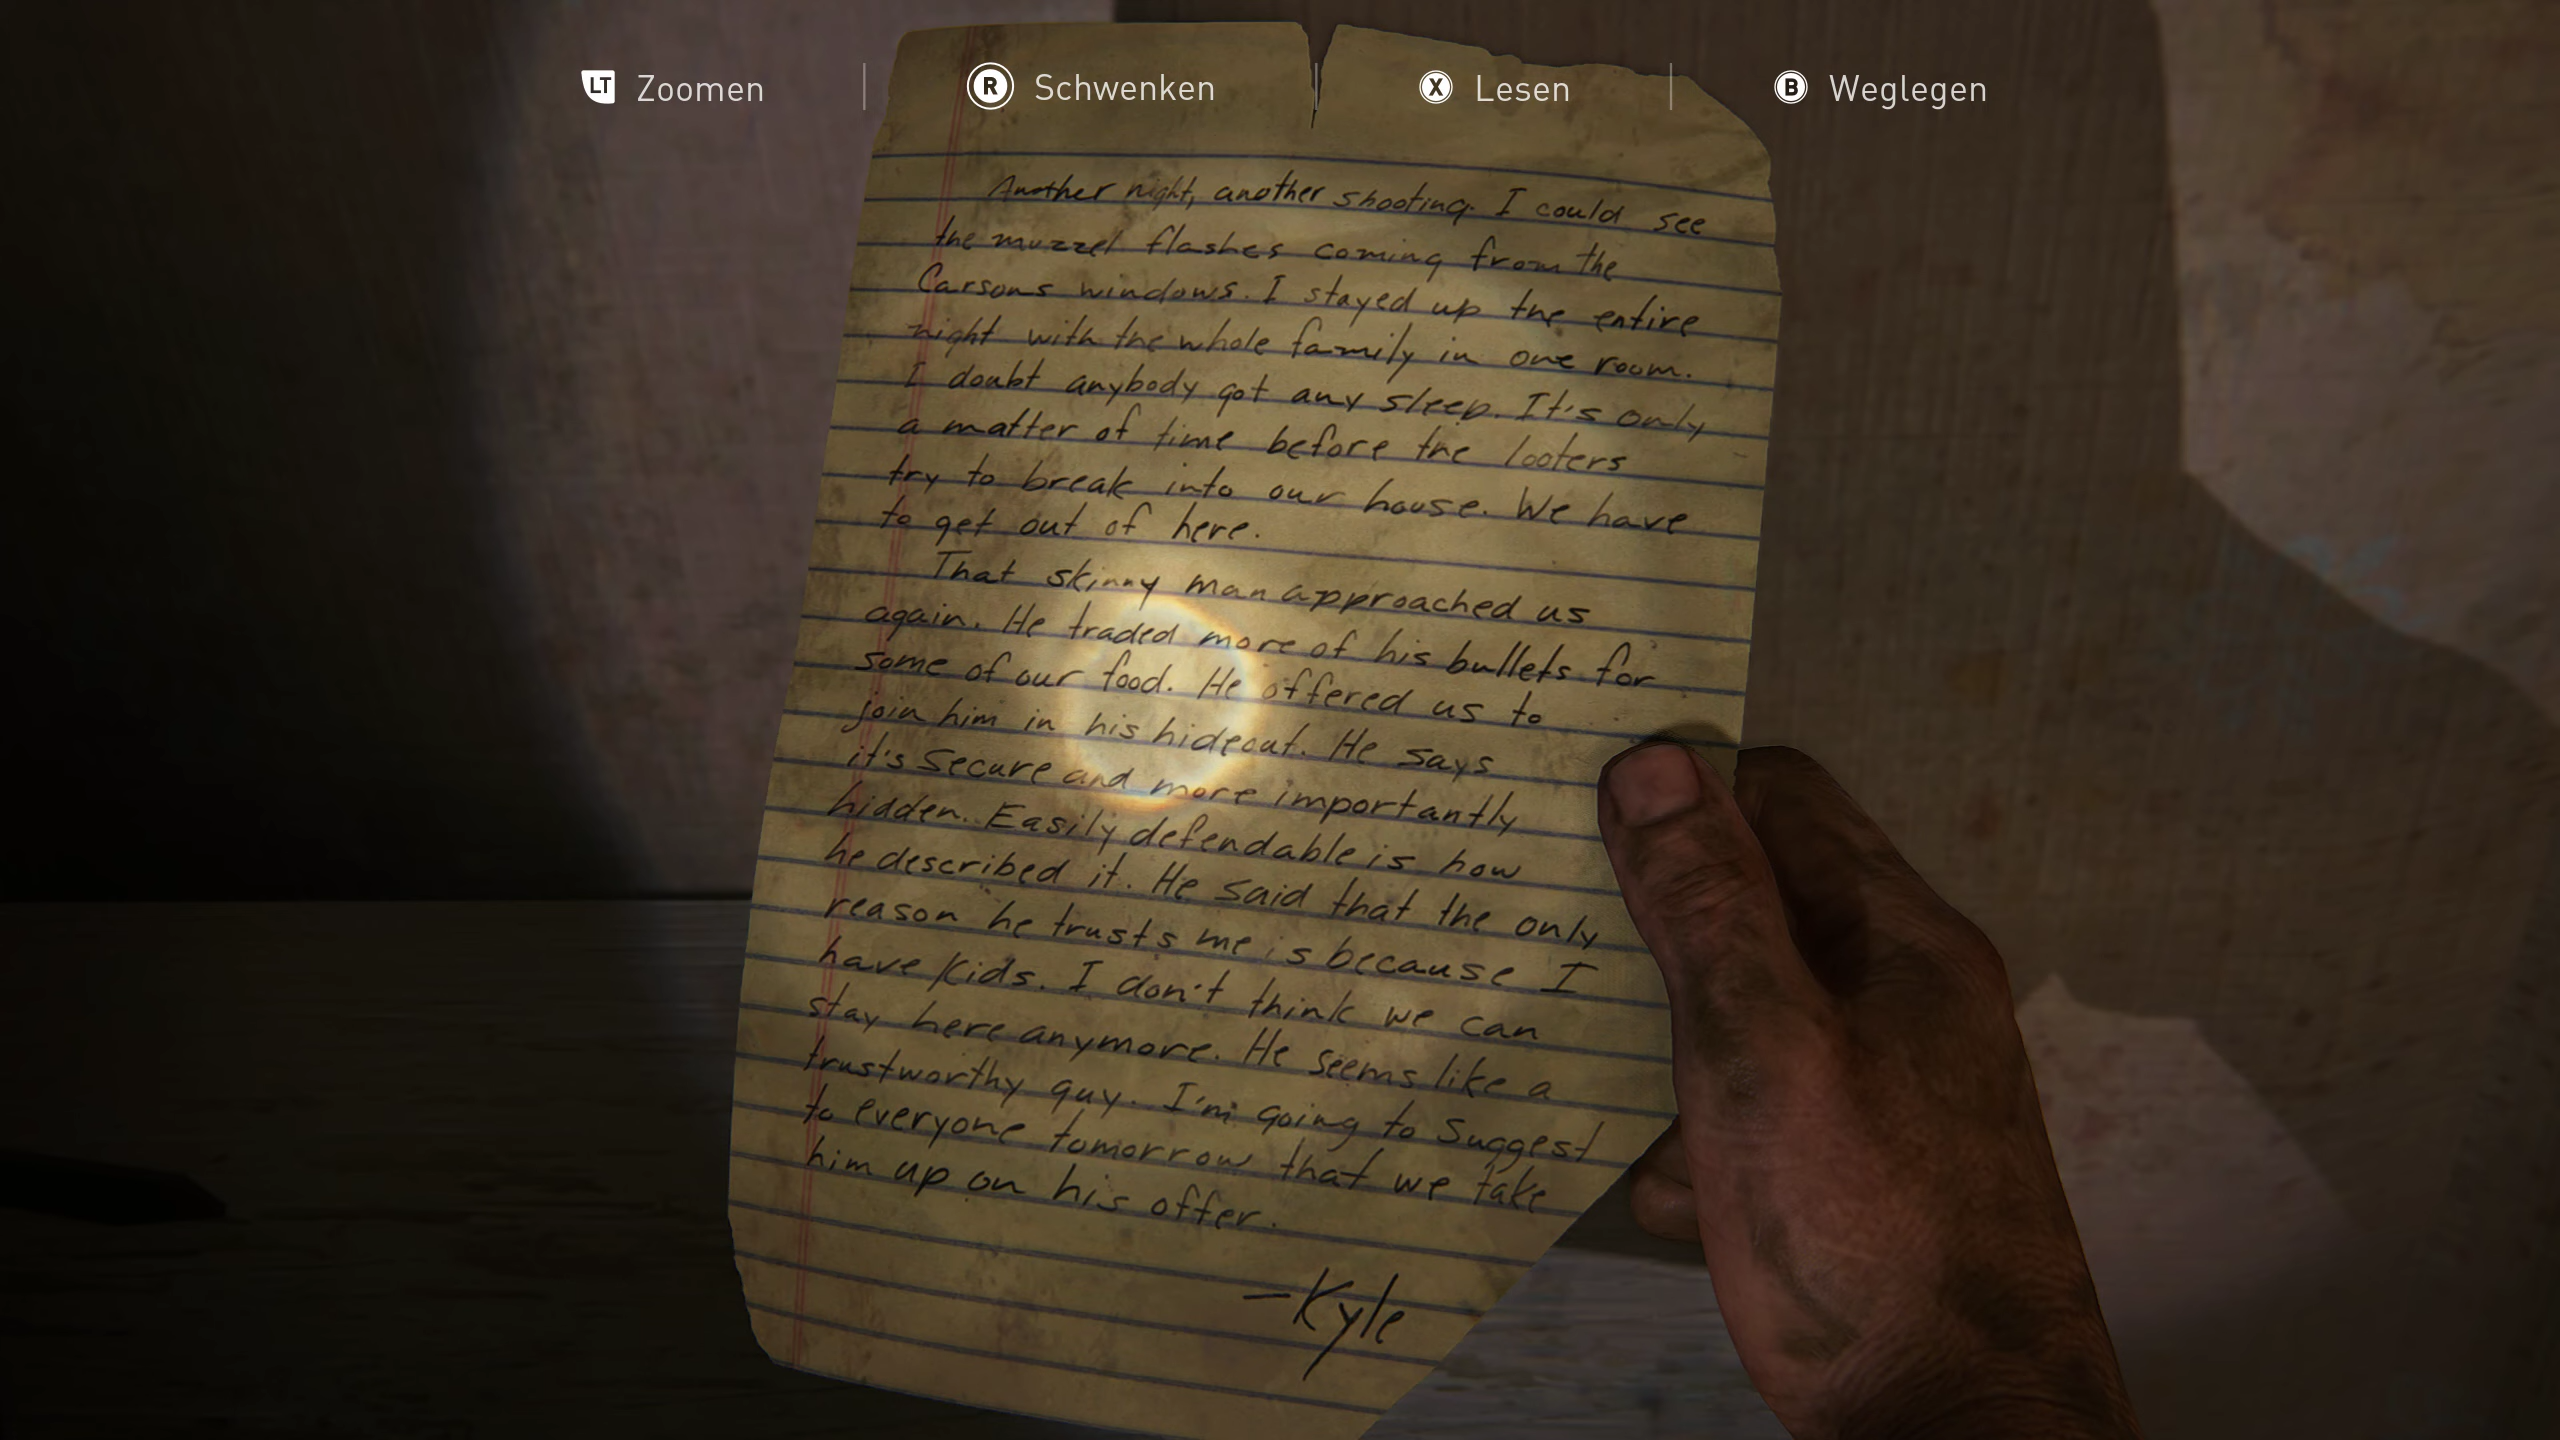 LT Zoomen | R Schwenken | X Lesen | B Weglegen
Another night, another shooting. I could see
the muzzel flashes coming from the
Carsons windows. I stayed up the entire
night with the whole family in one room.
I doubt anybody got any sleep. It's only
a matter of time before the looters
try to break into our house. We have
to get out of here.
That skinny man approached us
again. He traded more of his bullets for
some of our food. He offered us to
join him in his hideout. He says
it's secure and more importantly
hidden. Easily defendable is how
he described it. He said that the only
reason he trusts me is because I
have kids. I don't think we can
stay here anymore. He seems like a
trustworthy guy. I'm going to suggest
to everyone tomorrow that we take
him up on his offer.
-Kyle